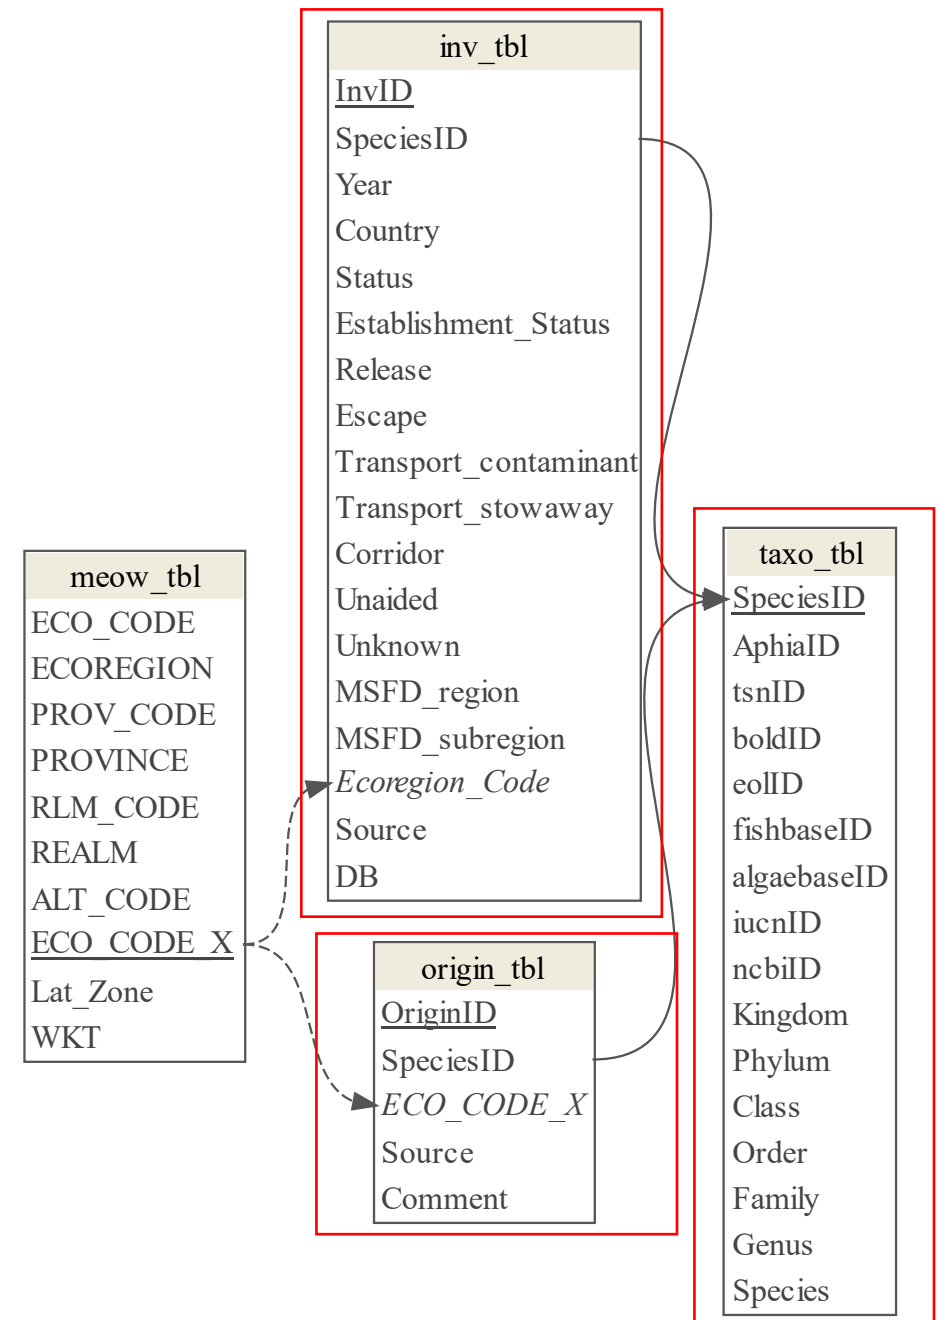 inv_tbl
InvID
SpeciesID
Year
Country
Status
Establishment_Status
Release
Escape
Transport_contaminant
Transport_stowaway
Corridor
Unaided
Unknown
MSFD_region
MSFD_subregion
Ecoregion_Code
Source
DB
meow_tbl
ECO_CODE
ECOREGION
PROV_CODE
PROVINCE
RLM_CODE
REALM
ALT_CODE
ECO_CODE_X
Lat_Zone
WKT
origin_tbl
OriginID
SpeciesID
ECO_CODE_X
Source
Comment
taxo_tbl
SpeciesID
AphiaID
tsnID
boldID
eolID
fishbaseID
algaebaseID
iucnID
ncbiID
Kingdom
Phylum
Class
Order
Family
Genus
Species